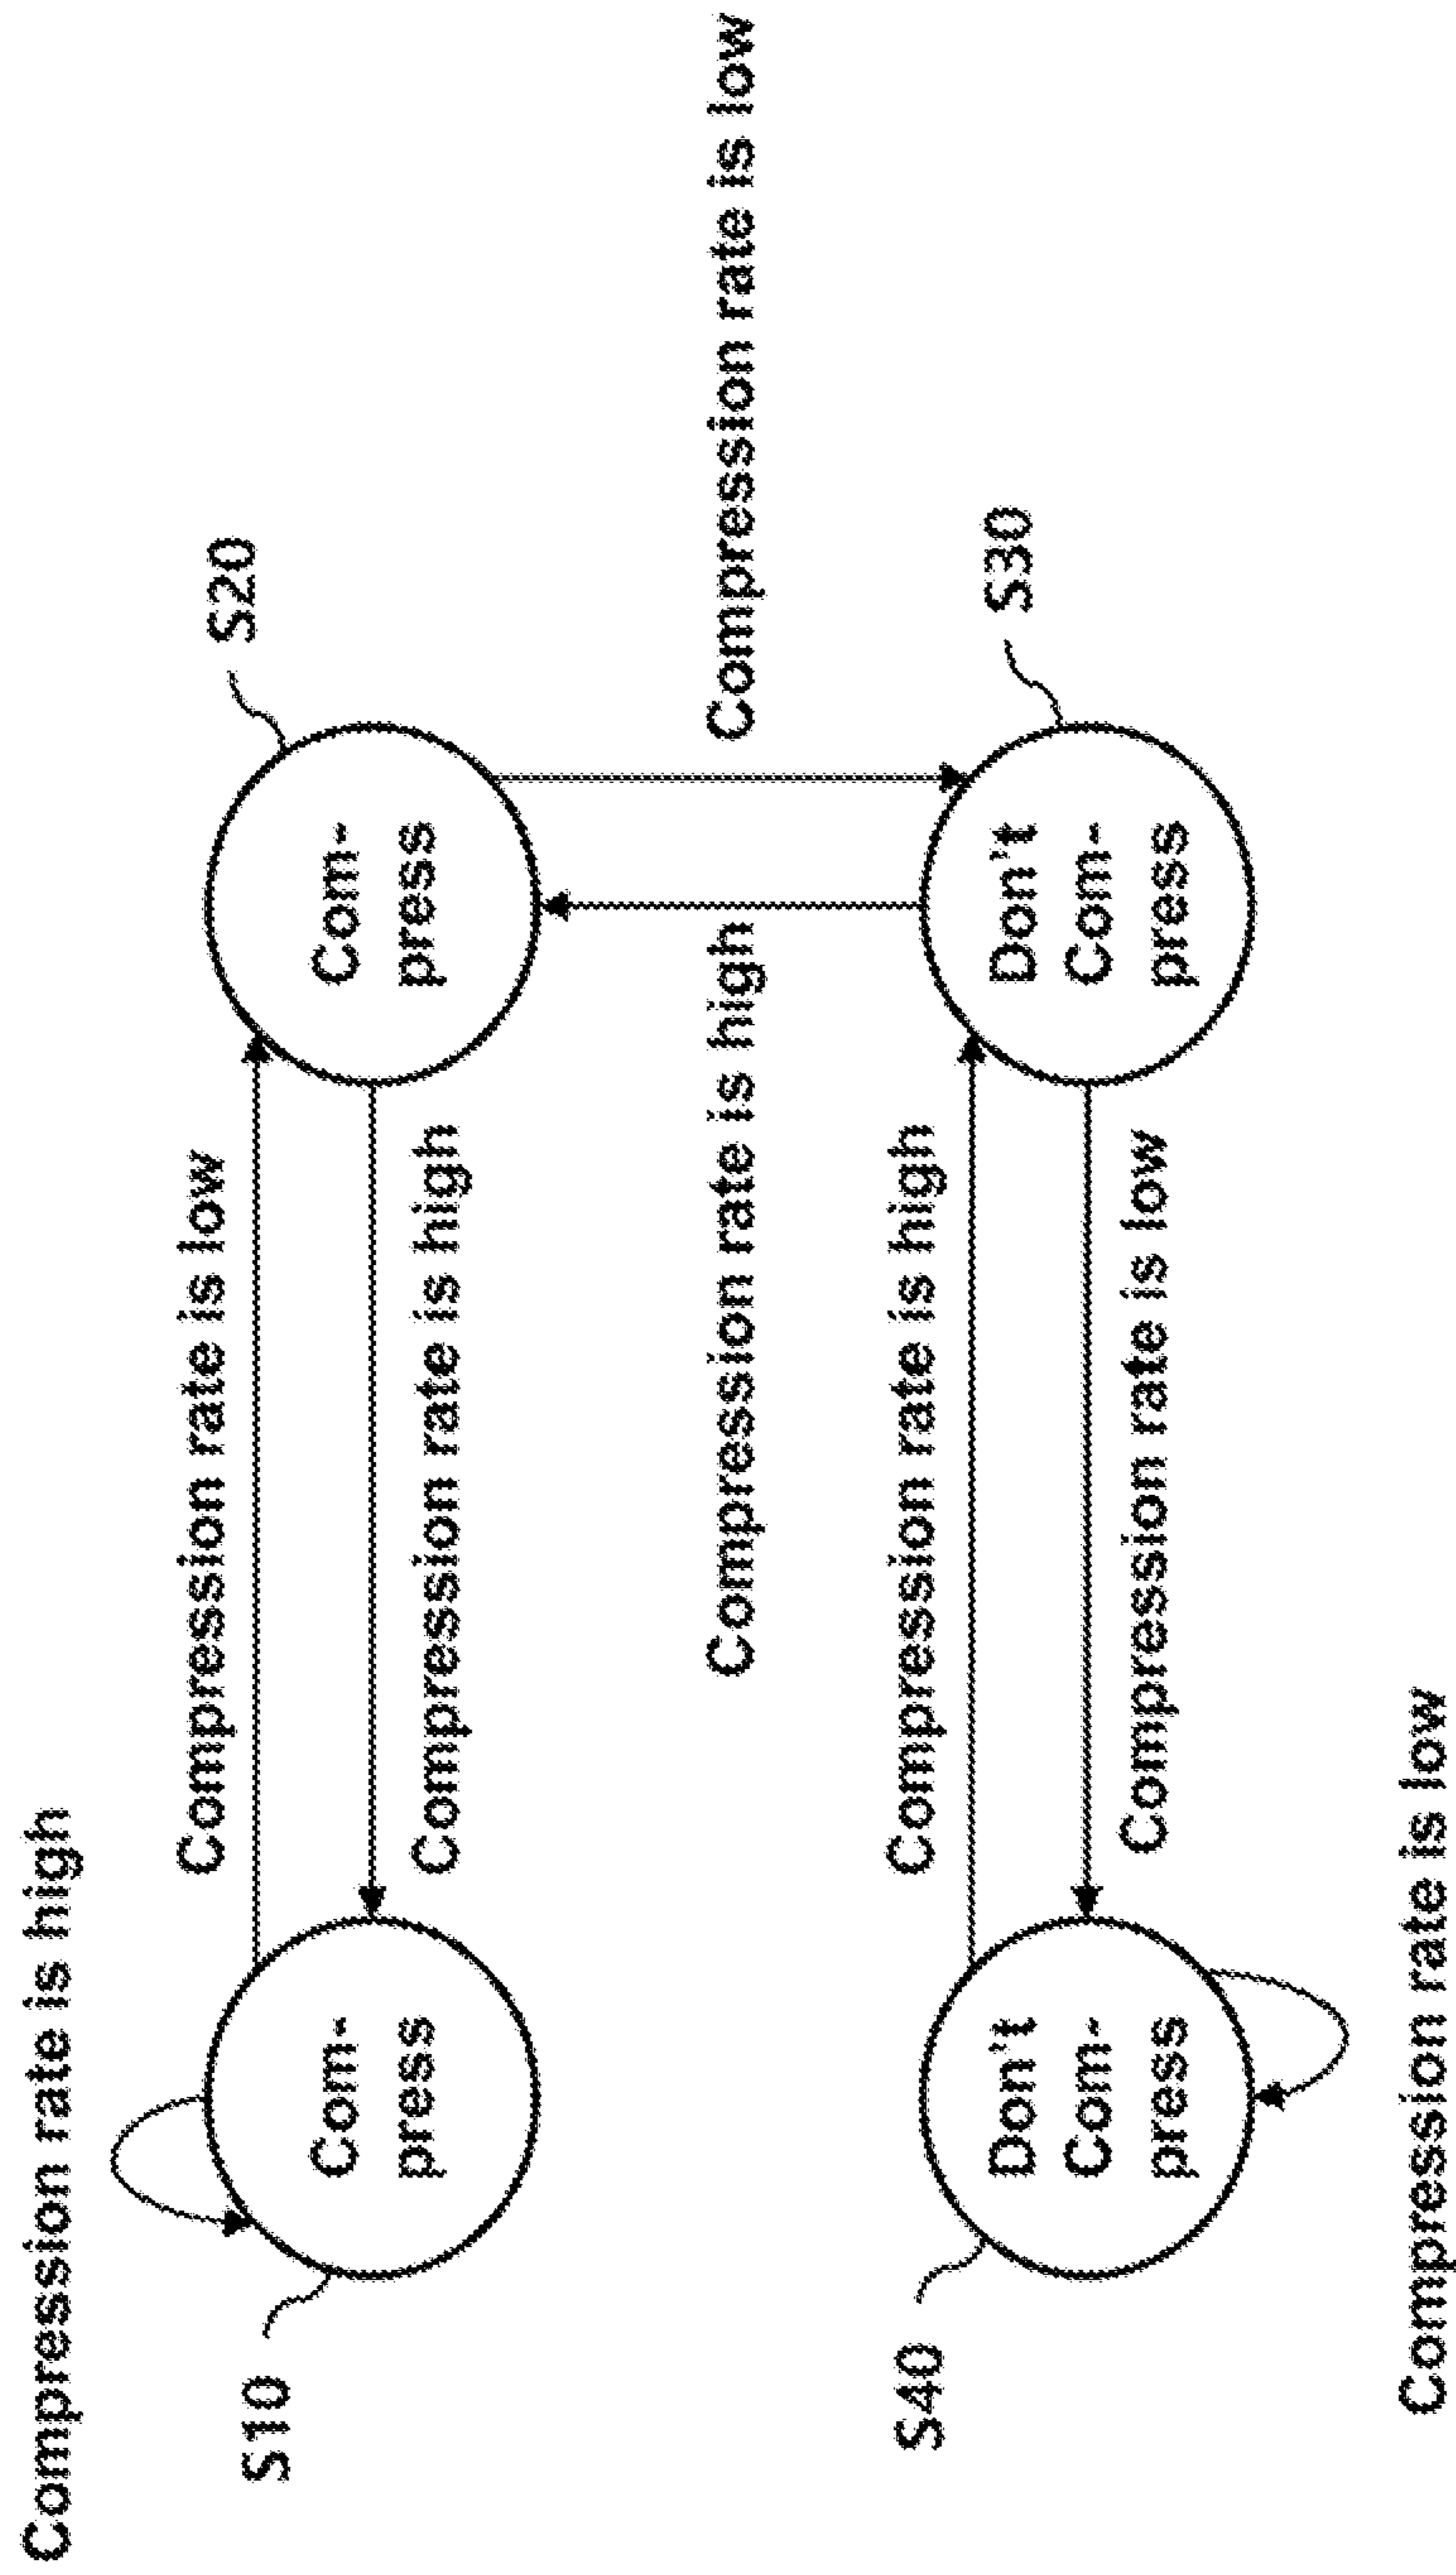 Compression rate is high
S10
Com-
press
Compression rate is low
Compression rate is high
S20
Com-
press
Compression rate is high
Compression rate is low
S40
Don't
Com-
press
Compression rate is high
Compression rate is low
S30
Don't
Com-
press
Compression rate is low